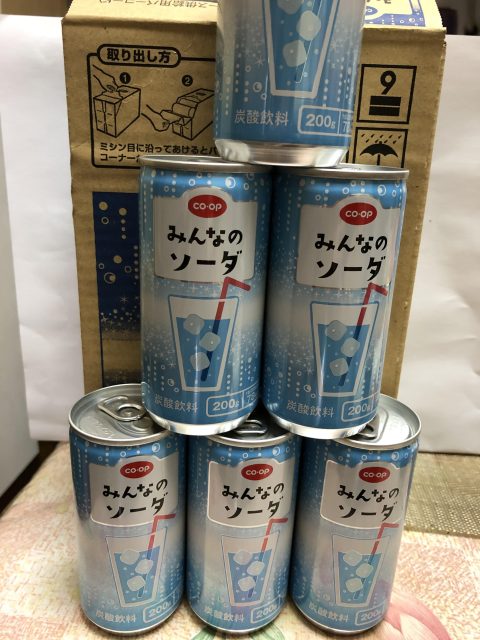 取り出し方
1
2
ミシン目に沿ってあけると
コーナー
9
炭酸飲料
200g
CO·OP
みんなの
ソーダ
炭酸飲料
200g
CO·OP
みんなの
ソーダ
炭酸飲料
200g
CO·OP
みんなの
ソーダ
炭酸飲料
200g
CO·OP
みんなの
ソーダ
炭酸飲料
200g
CO·OP
みんなの
ソーダ
炭酸飲料
200g